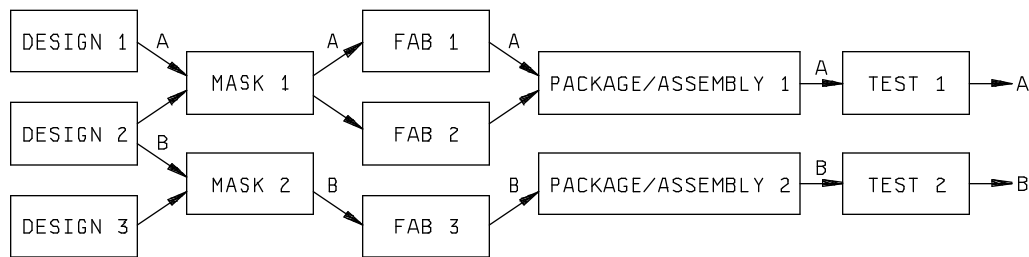 DESIGN 1
A
MASK 1
A
FAB 1
A
PACKAGE/ASSEMBLY 1
A
TEST 1
A
DESIGN 2
B
FAB 2
MASK 2
B
B
PACKAGE/ASSEMBLY 2
B
TEST 2
B
DESIGN 3
FAB 3